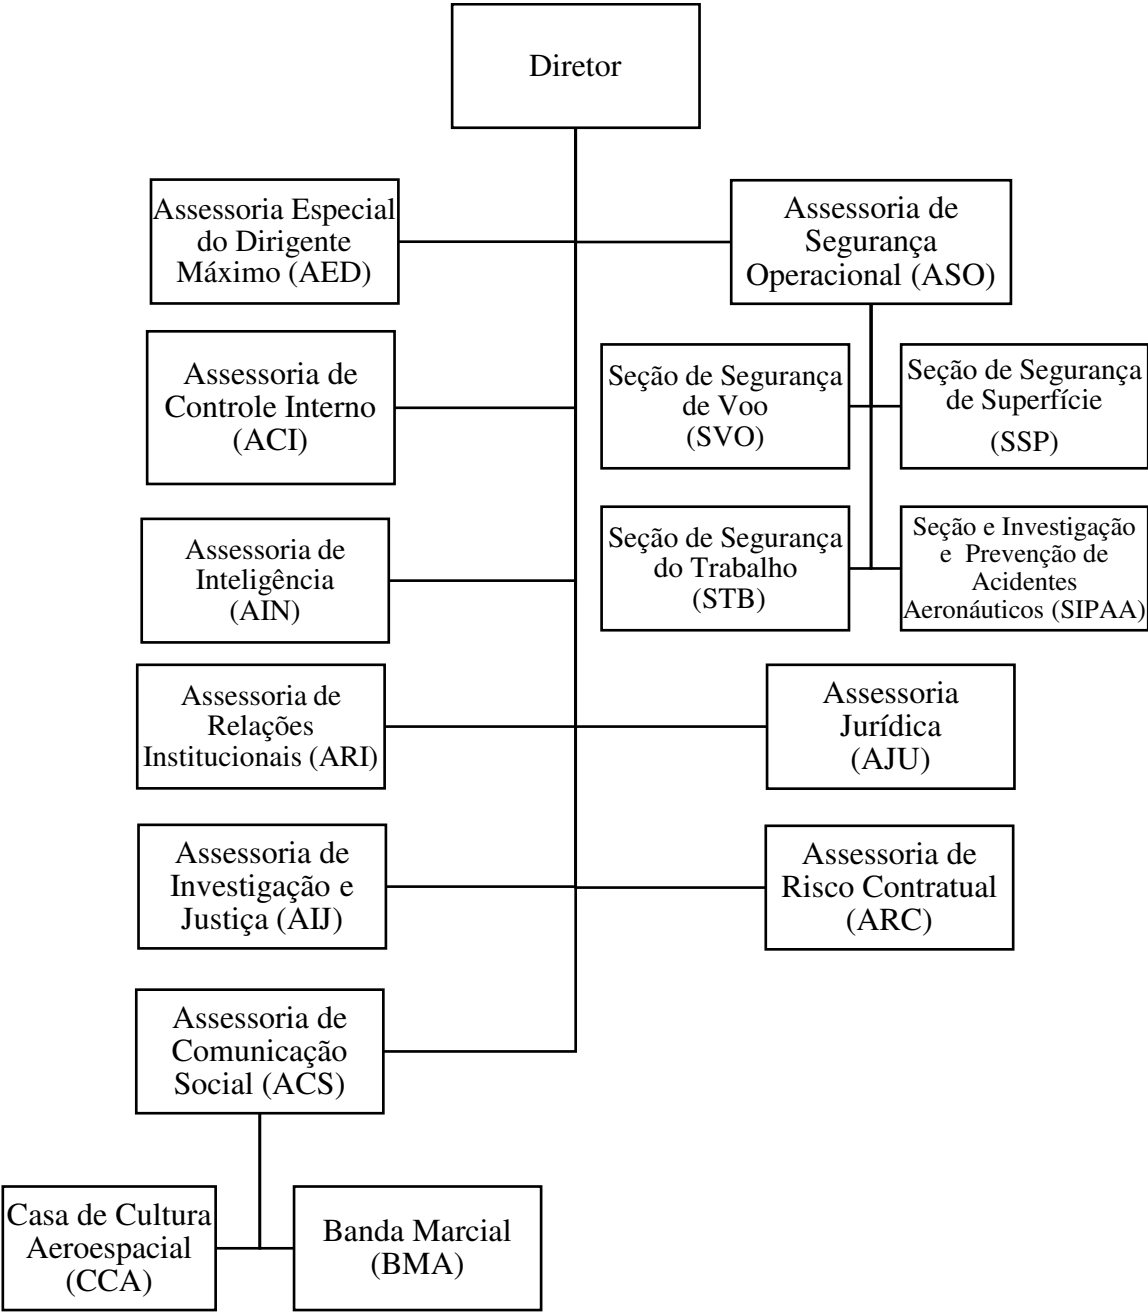 Diretor
Assessoria Especial
do Dirigente
Máximo (AED)
Assessoria de
Segurança
Operacional (ASO)
Assessoria de
Controle Interno
(ACI)
Seção de Segurança
de Voo
(SVO)
Seção de Segurança
de Superfície
(SSP)
Assessoria de
Inteligência
(AIN)
Seção de Segurança
do Trabalho
(STB)
Seção e Investigação
e Prevenção de
Acidentes
Aeronáuticos (SIPAA)
Assessoria de
Relações
Institucionais (ARI)
Assessoria
Jurídica
(AJU)
Assessoria de
Investigação e
Justiça (AIJ)
Assessoria de
Risco Contratual
(ARC)
Assessoria de
Comunicação
Social (ACS)
Casa de Cultura
Aeroespacial
(CCA)
Banda Marcial
(BMA)